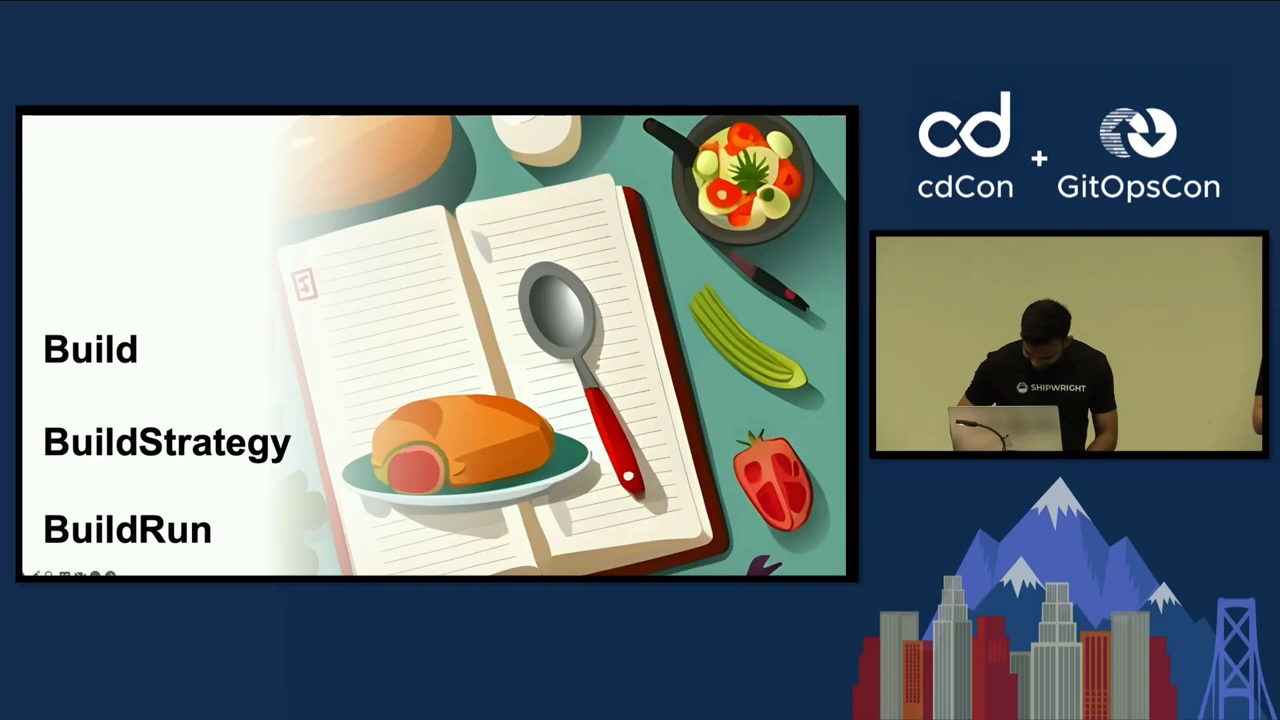 Build
BuildStrategy
BuildRun
cd
cdCon
+
GitOpsCon
SHIPWRIGHT